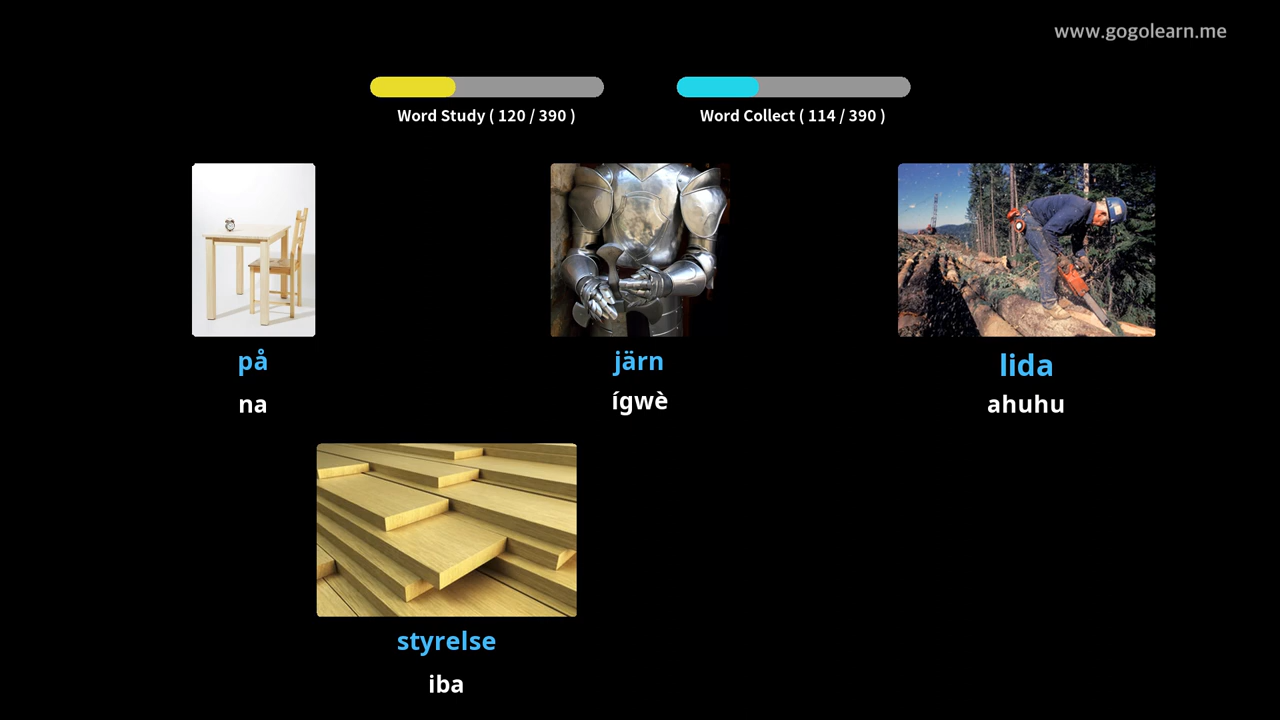 www.gogolearn.me
Word Study ( 120 / 390 )
Word Collect ( 114 / 390 )
på
järn
lida
na
ígwè
ahuhu
styrelse
iba